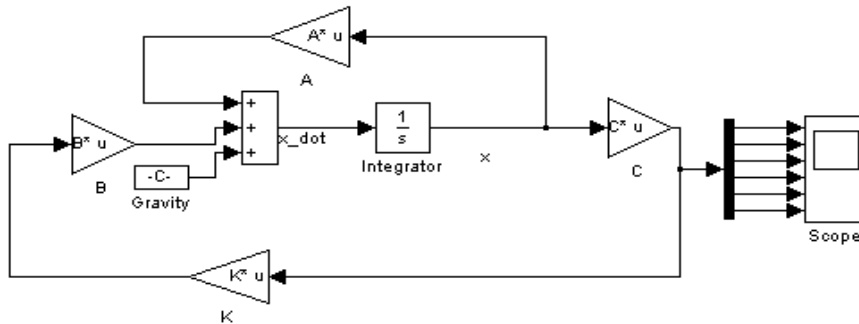 A* u
A
+
+
+
x_dot
1
s
Integrator
x
C* u
C
B* u
B
-C-
Gravity
Scope
K* u
K